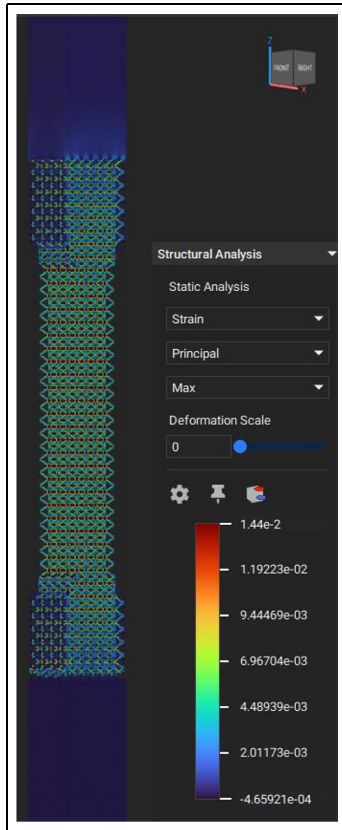 Z
FRONT RIGHT
X
Structural Analysis
Static Analysis
Strain
Principal
Max
Deformation Scale
0
1.44e-2
1.19223e-02
9.44469e-03
6.96704e-03
4.48939e-03
2.01173e-03
-4.65921e-04